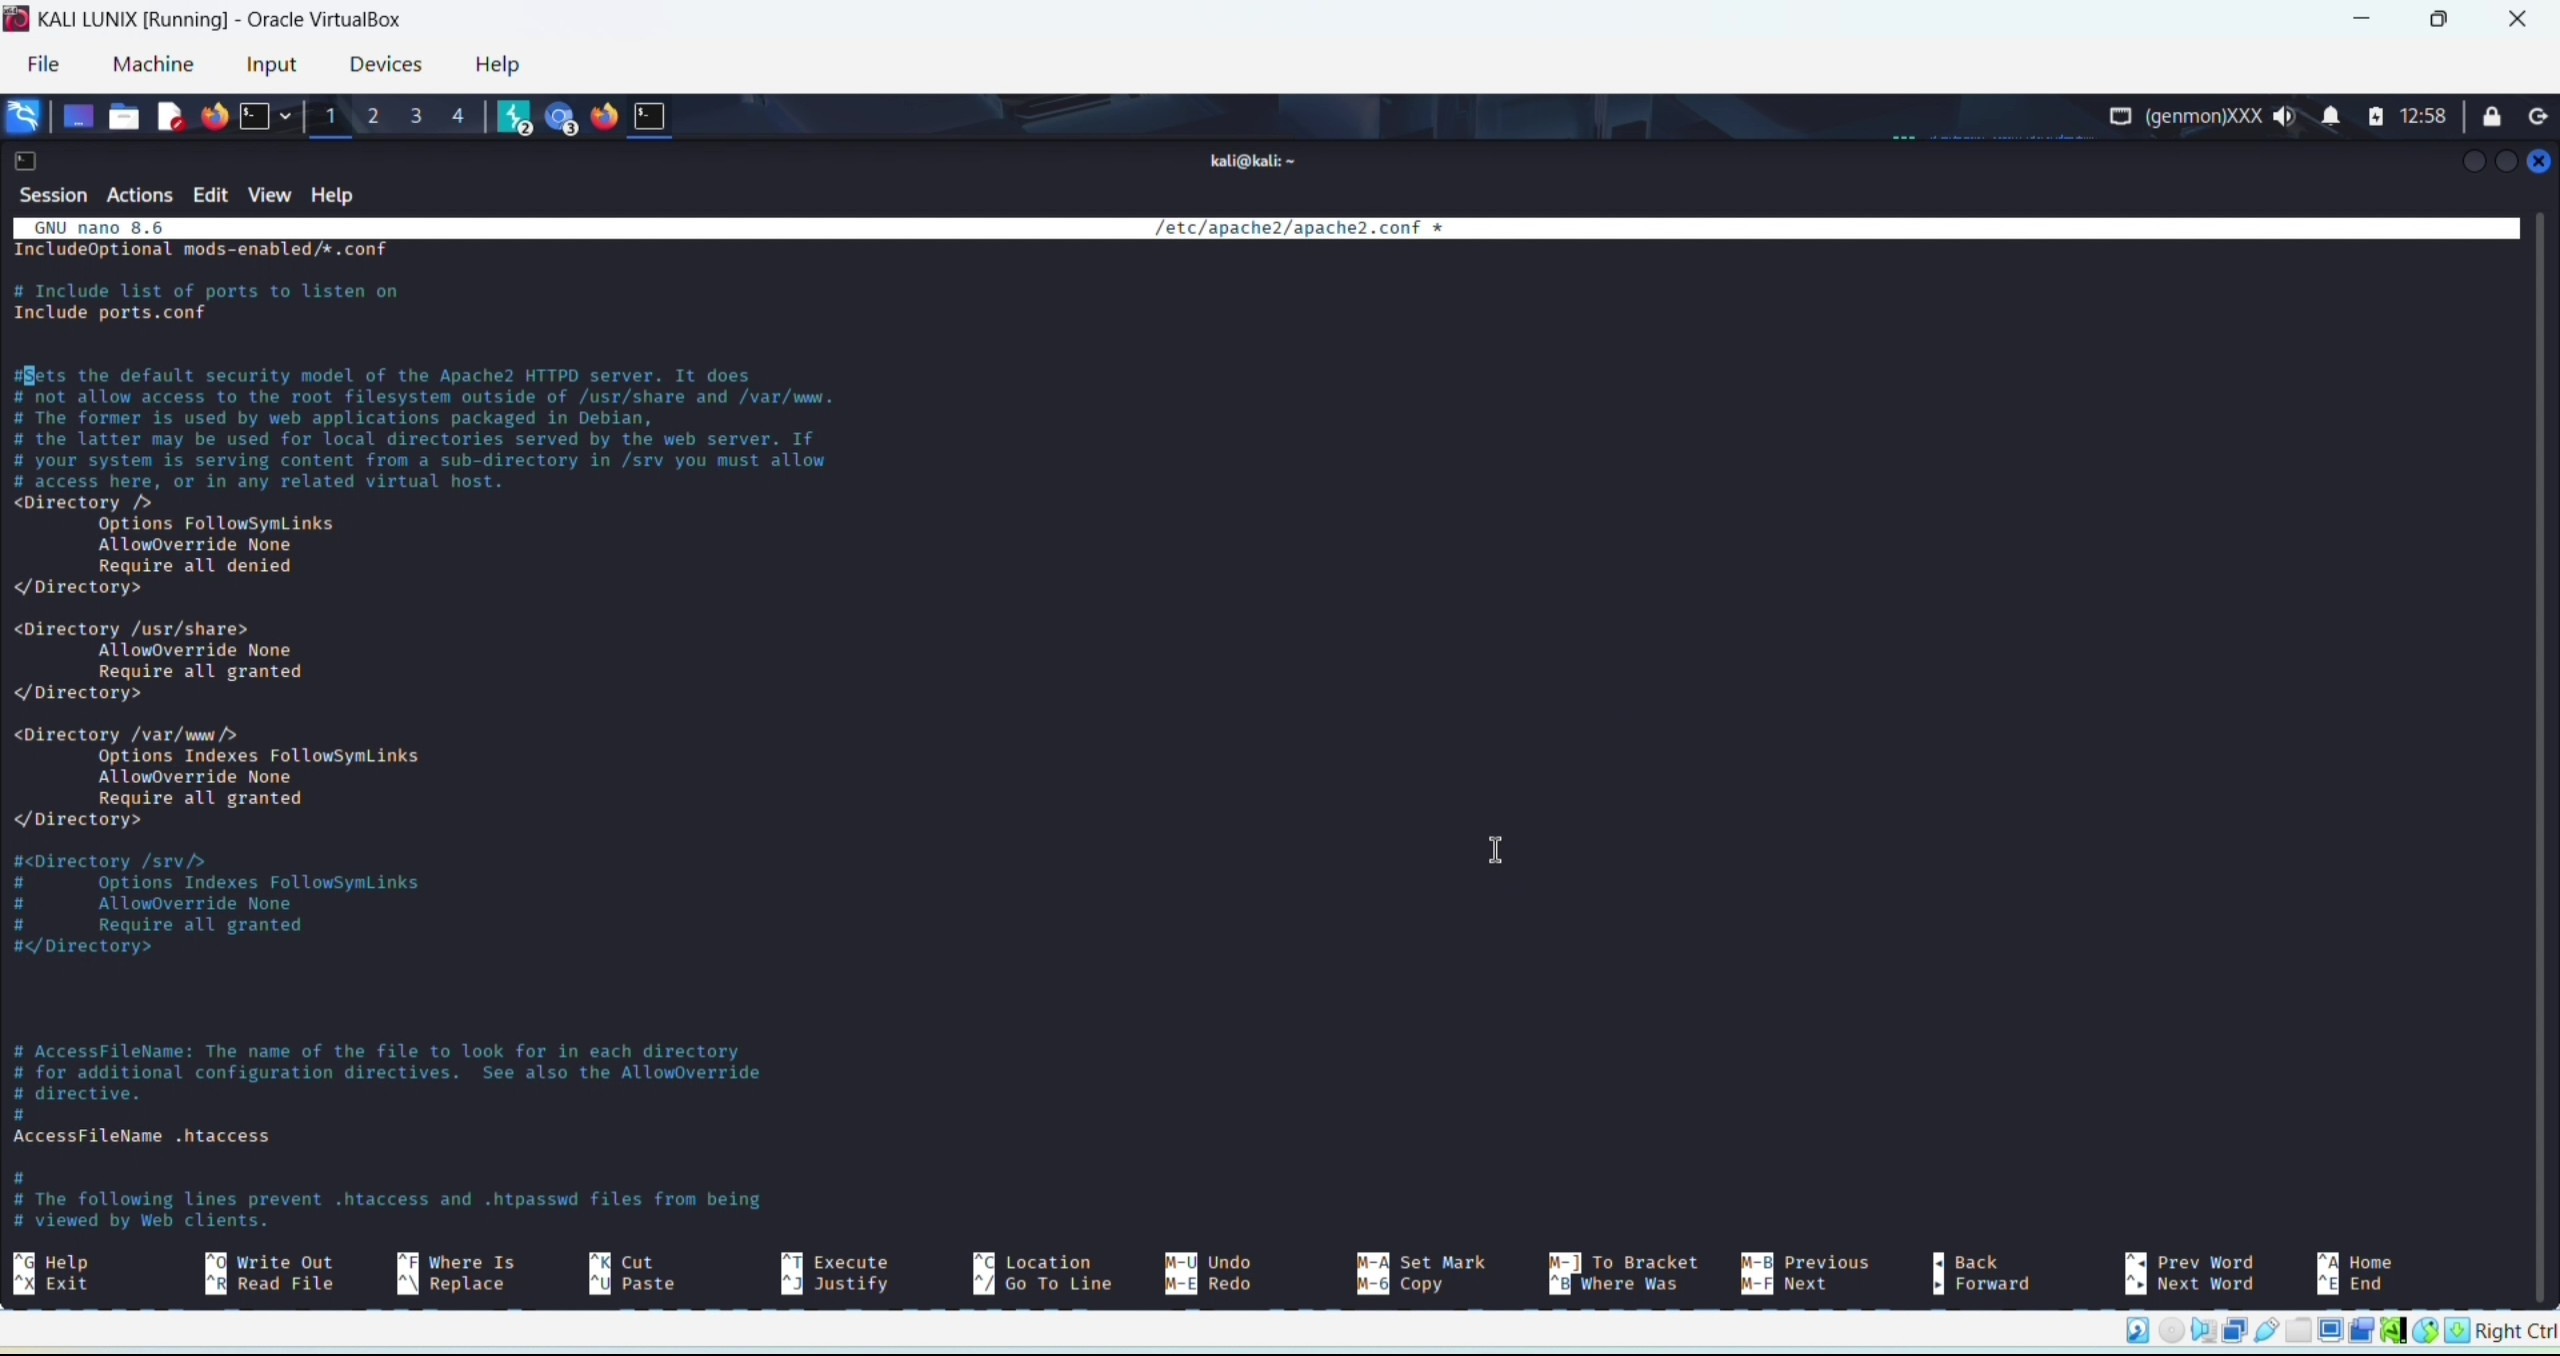 KALI LUNIX [Running] - Oracle VirtualBox
File Machine Input Devices Help
1 2 3 4 2 3 (genmon)XXX 12:58
kali@kali: ~
Session Actions Edit View Help
GNU nano 8.6 /etc/apache2/apache2.conf *
IncludeOptional mods-enabled/*.conf
# Include list of ports to listen on
Include ports.conf
#Sets the default security model of the Apache2 HTTPD server. It does
# not allow access to the root filesystem outside of /usr/share and /var/www.
# The former is used by web applications packaged in Debian,
# the latter may be used for local directories served by the web server. If
# your system is serving content from a sub-directory in /srv you must allow
# access here, or in any related virtual host.
<Directory />
Options FollowSymLinks
AllowOverride None
Require all denied
</Directory>
<Directory /usr/share>
AllowOverride None
Require all granted
</Directory>
<Directory /var/www/>
Options Indexes FollowSymLinks
AllowOverride None
Require all granted
</Directory>
#<Directory /srv/>
# Options Indexes FollowSymLinks
# AllowOverride None
# Require all granted
#</Directory>
# AccessFileName: The name of the file to look for in each directory
# for additional configuration directives. See also the AllowOverride
# directive.
#
AccessFileName .htaccess
#
# The following lines prevent .htaccess and .htpasswd files from being
# viewed by Web clients.
^G Help ^O Write Out ^F Where Is ^K Cut ^T Execute ^C Location M-U Undo M-A Set Mark M-] To Bracket M-B Previous ◂ Back ^◂ Prev Word ^A Home
^X Exit ^R Read File ^\ Replace ^U Paste ^J Justify ^/ Go To Line M-E Redo M-6 Copy ^B Where Was M-F Next ▸ Forward ^▸ Next Word ^E End
Right Ctrl